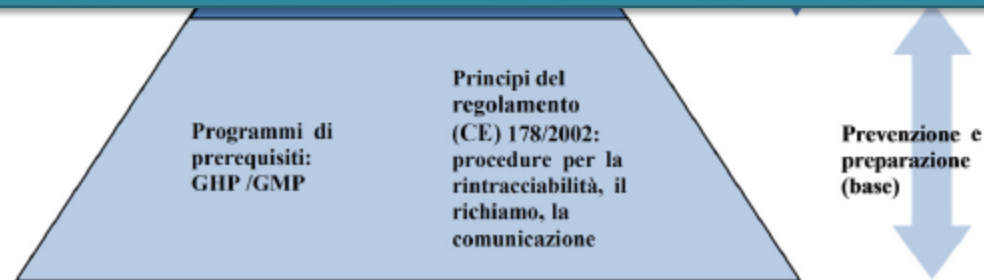 Programmi di
prerequisiti:
GHP /GMP
Principi del
regolamento
(CE) 178/2002:
procedure per la
rintracciabilità, il
richiamo, la
comunicazione
Prevenzione e
preparazione
(base)